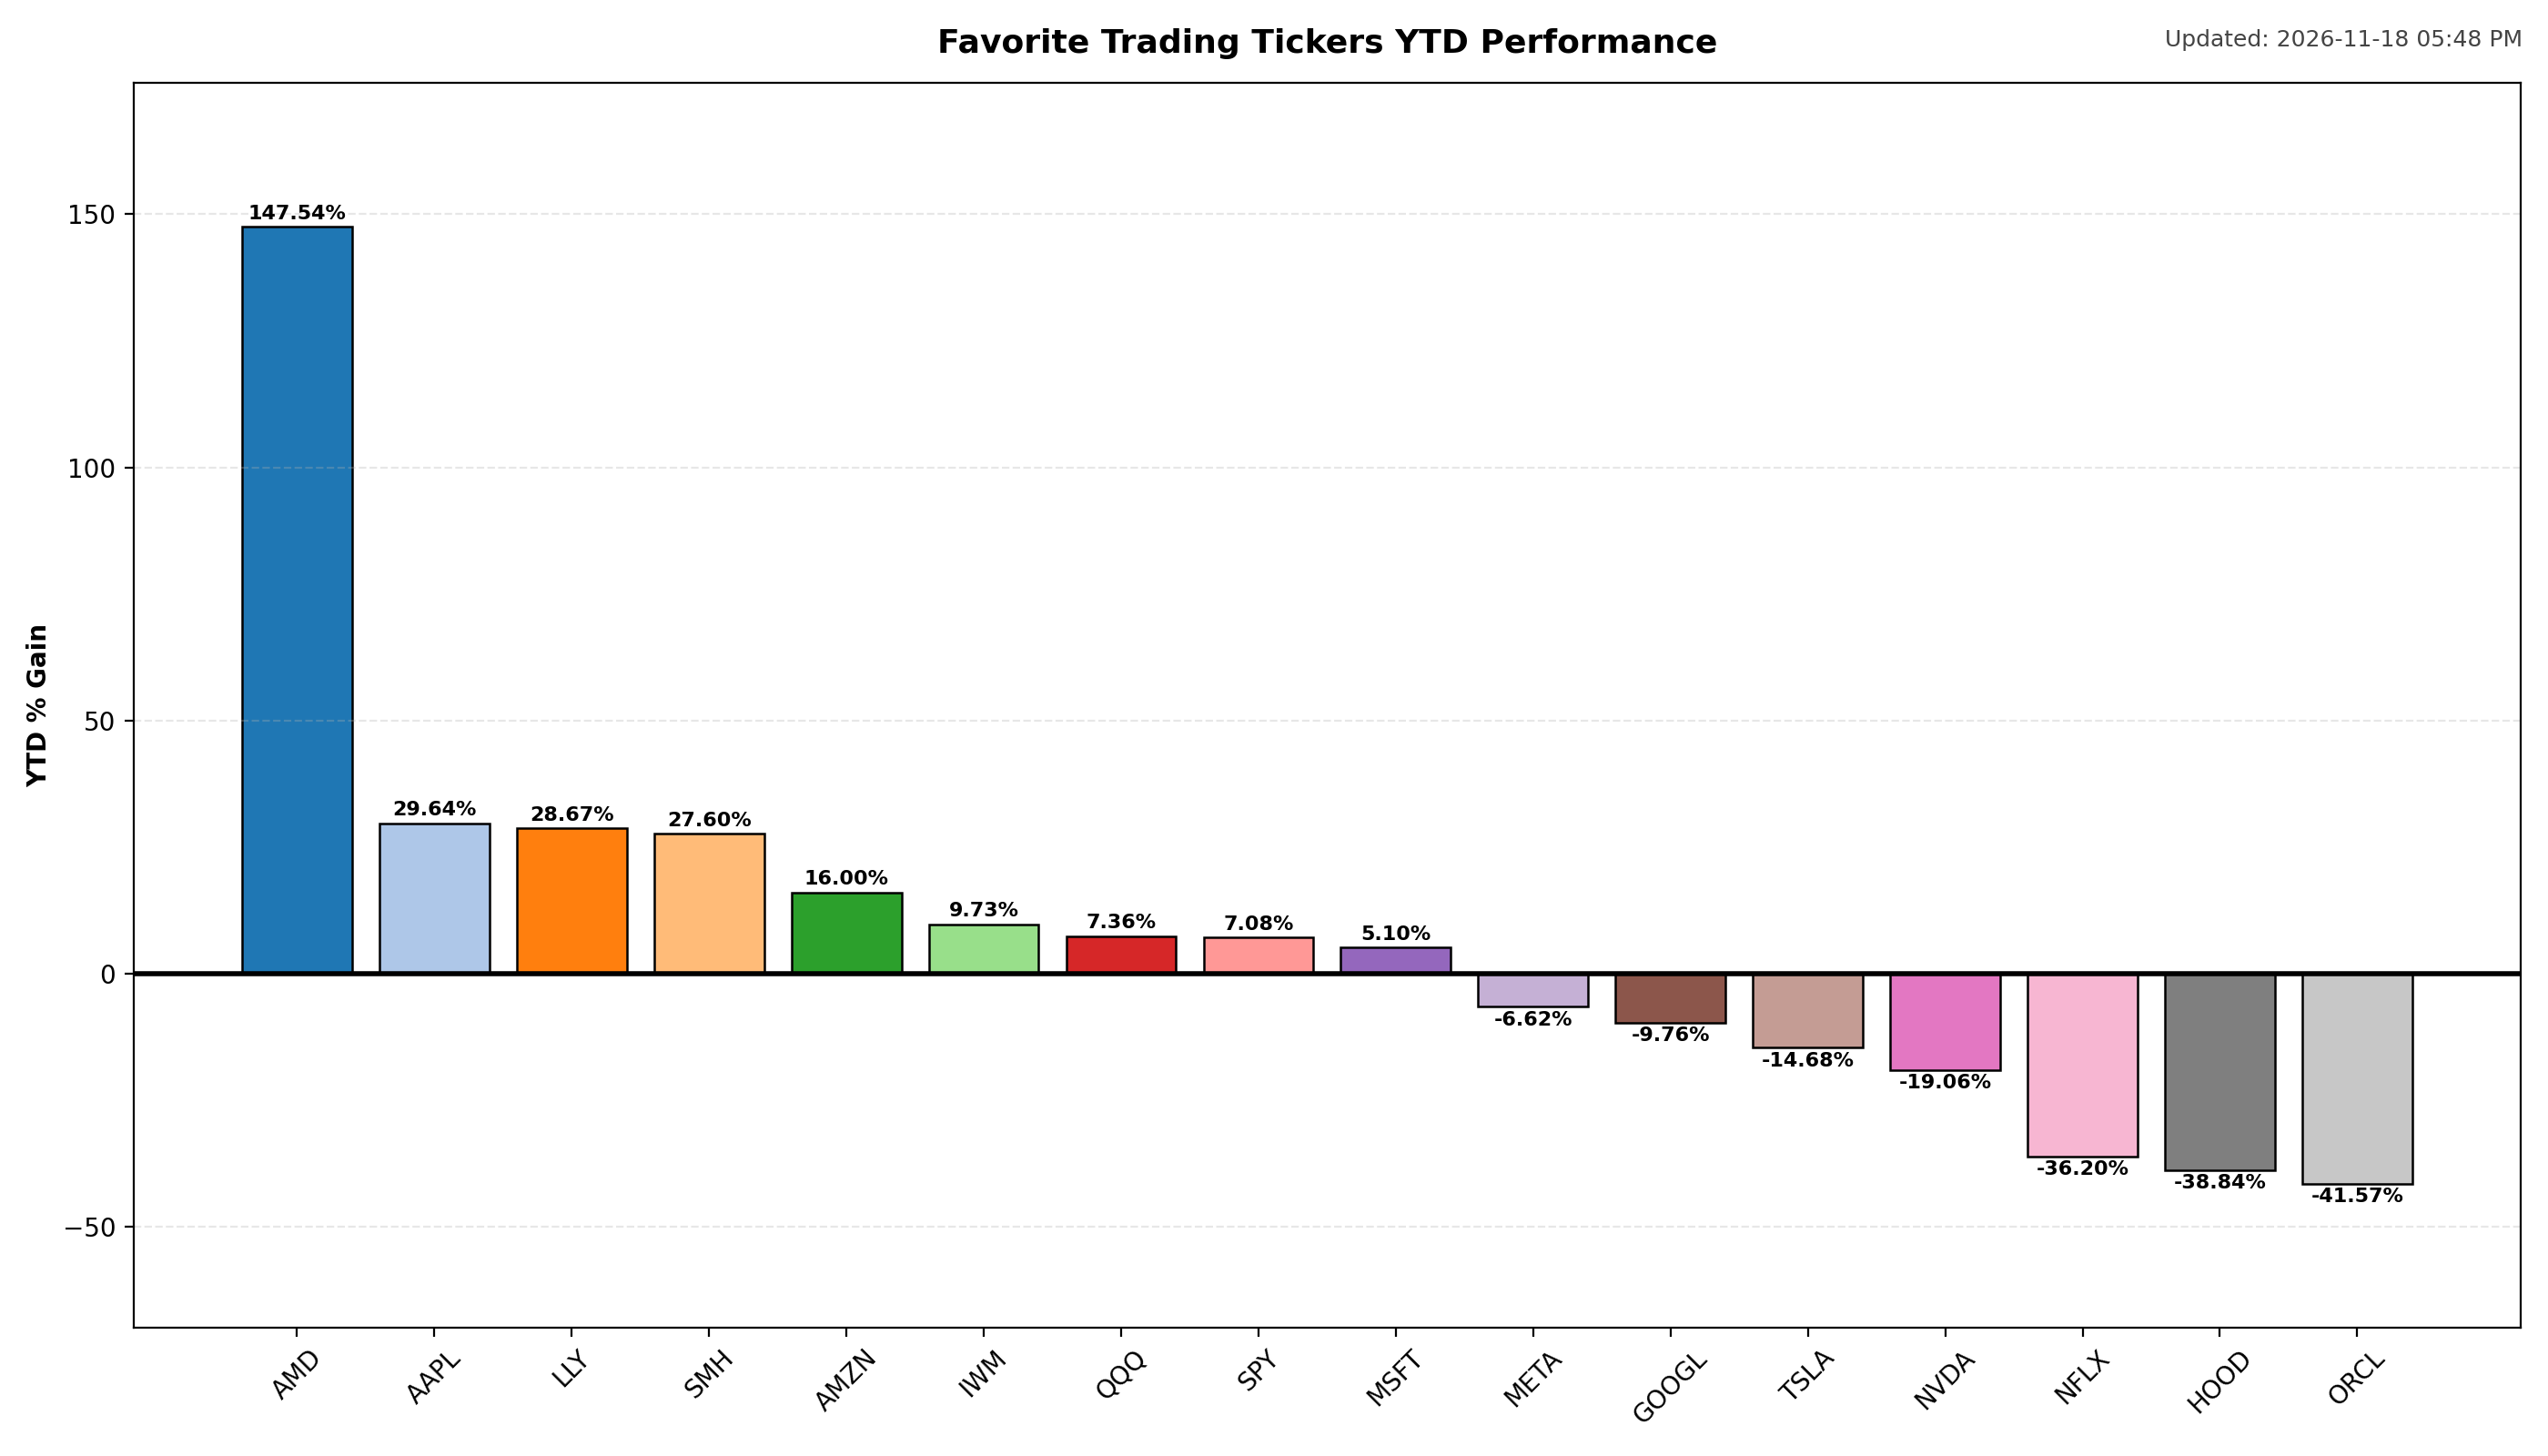 Favorite Trading Tickers YTD Performance
Updated: 2026-11-18 05:48 PM
YTD % Gain
150
100
50
0
−50
147.54%
29.64%
28.67%
27.60%
16.00%
9.73%
7.36%
7.08%
5.10%
-6.62%
-9.76%
-14.68%
-19.06%
-36.20%
-38.84%
-41.57%
AMD
AAPL
LLY
SMH
AMZN
IWM
QQQ
SPY
MSFT
META
GOOGL
TSLA
NVDA
NFLX
HOOD
ORCL